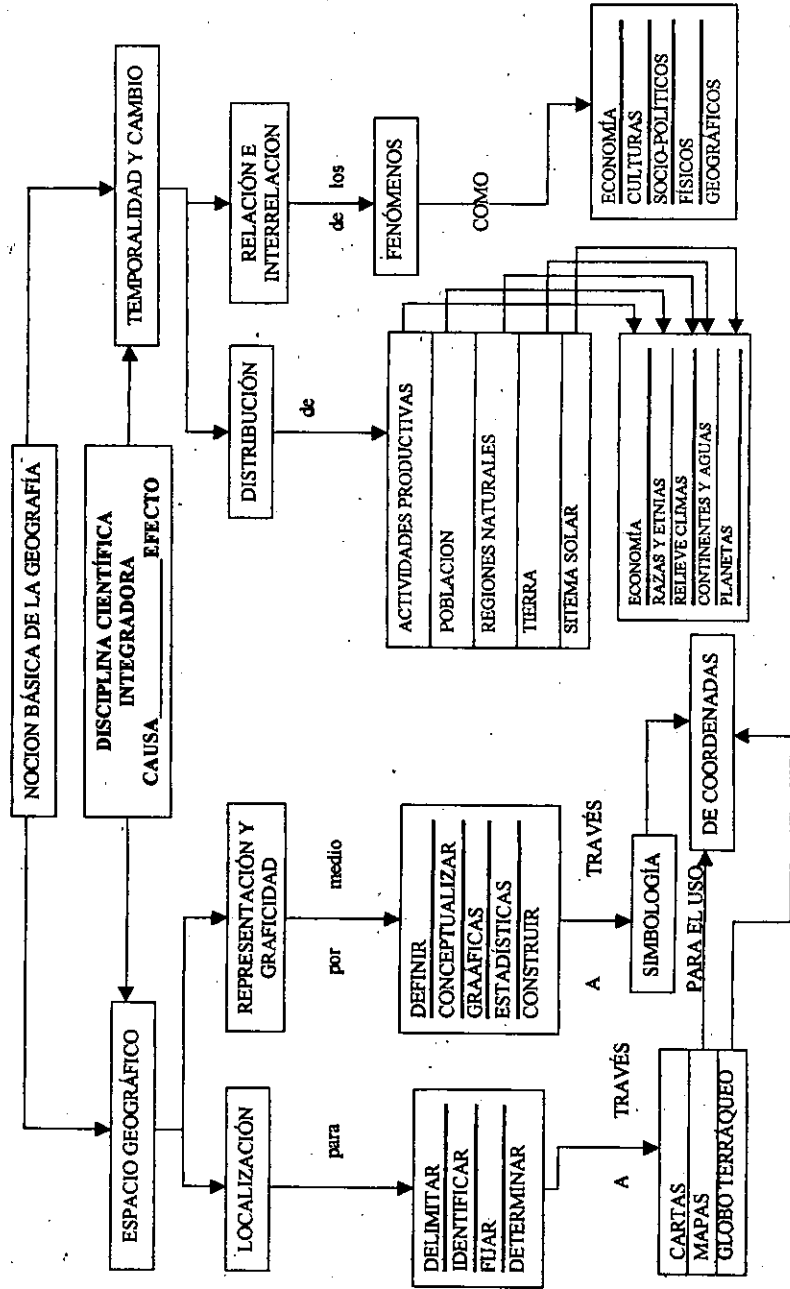 NOCION BÁSICA DE LA GEOGRAFÍA
DISCIPLINA CIENTÍFICA
INTEGRADORA
CAUSA____EFECTO
ESPACIO GEOGRÁFICO
TEMPORALIDAD Y CAMBIO
LOCALIZACIÓN
REPRESENTACIÓN Y
GRAFICIDAD
DISTRIBUCIÓN
RELACIÓN E
INTERRELACION
para
por medio
de
de los
DELIMITAR
IDENTIFICAR
FIJAR
DETERMINAR
DEFINIR
CONCEPTUALIZAR
GRAÁFICAS
ESTADÍSTICAS
CONSTRUIR
ACTIVIDADES PRODUCTIVAS
POBLACION
REGIONES NATURALES
TIERRA
SITEMA SOLAR
FENÓMENOS
COMO
A TRAVÉS
A TRAVÉS
CARTAS
MAPAS
GLOBO TERRÁQUEO
SIMBOLOGÍA
PARA EL USO
DE COORDENADAS
ECONOMÍA
RAZAS Y ETNIAS
RELIEVE CLIMAS
CONTINENTES Y AGUAS
PLANETAS
ECONOMÍA
CULTURAS
SOCIO-POLÍTICOS
FÍSICOS
GEOGRÁFICOS